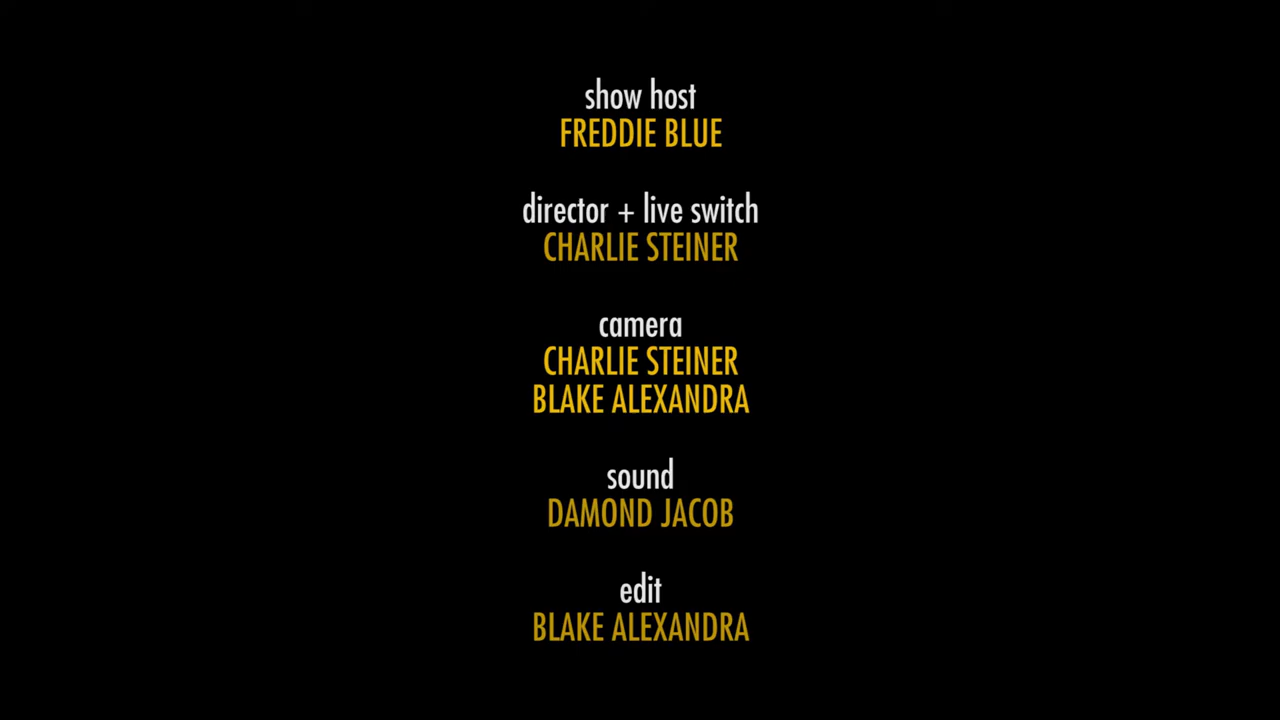 show host
FREDDIE BLUE
director + live switch
CHARLIE STEINER
camera
CHARLIE STEINER
BLAKE ALEXANDRA
sound
DAMOND JACOB
edit
BLAKE ALEXANDRA